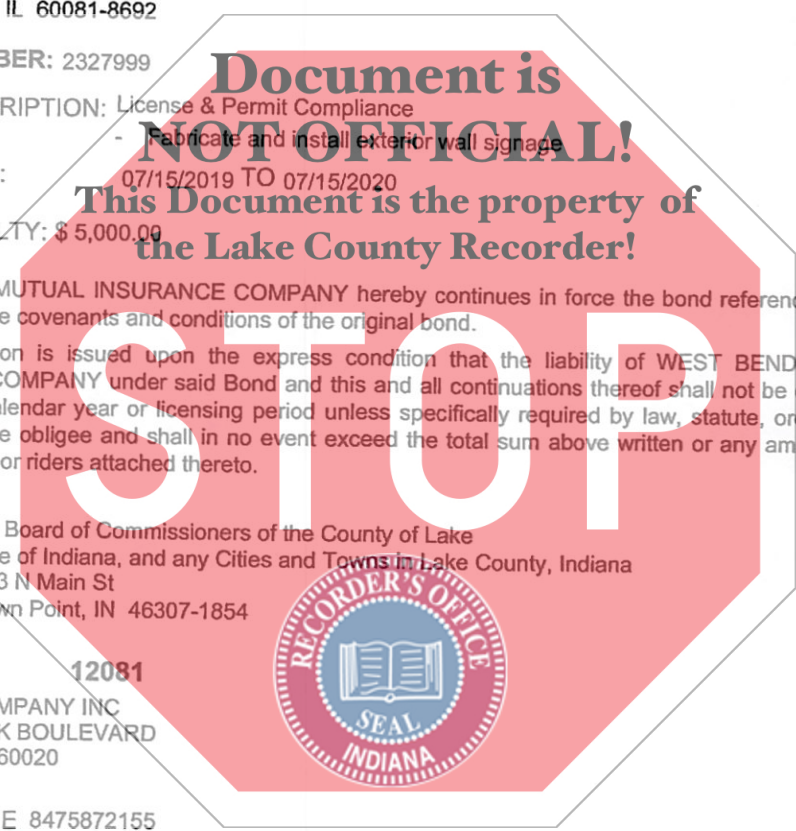 IL 60081-8692
BER: 2327999
Document is
RIPTION: License & Permit Compliance
- Fabricate and install exterior wall signage
NOT OFFICIAL!
:
07/15/2019 TO 07/15/2020
This Document is the property of
LTY: $ 5,000.00
the Lake County Recorder!
MUTUAL INSURANCE COMPANY hereby continues in force the bond referenc
e covenants and conditions of the original bond.
on is issued upon the express condition that the liability of WEST BEND
COMPANY under said Bond and this and all continuations thereof shall not be
lendar year or licensing period unless specifically required by law, statute, or
e obligee and shall in no event exceed the total sum above written or any am
or riders attached thereto.
STOP
Board of Commissioners of the County of Lake
e of Indiana, and any Cities and Towns in Lake County, Indiana
3 N Main St
wn Point, IN 46307-1854
RECORDER'S OFFICE
SEAL
INDIANA
12081
MPANY INC
K BOULEVARD
60020
E 8475872155